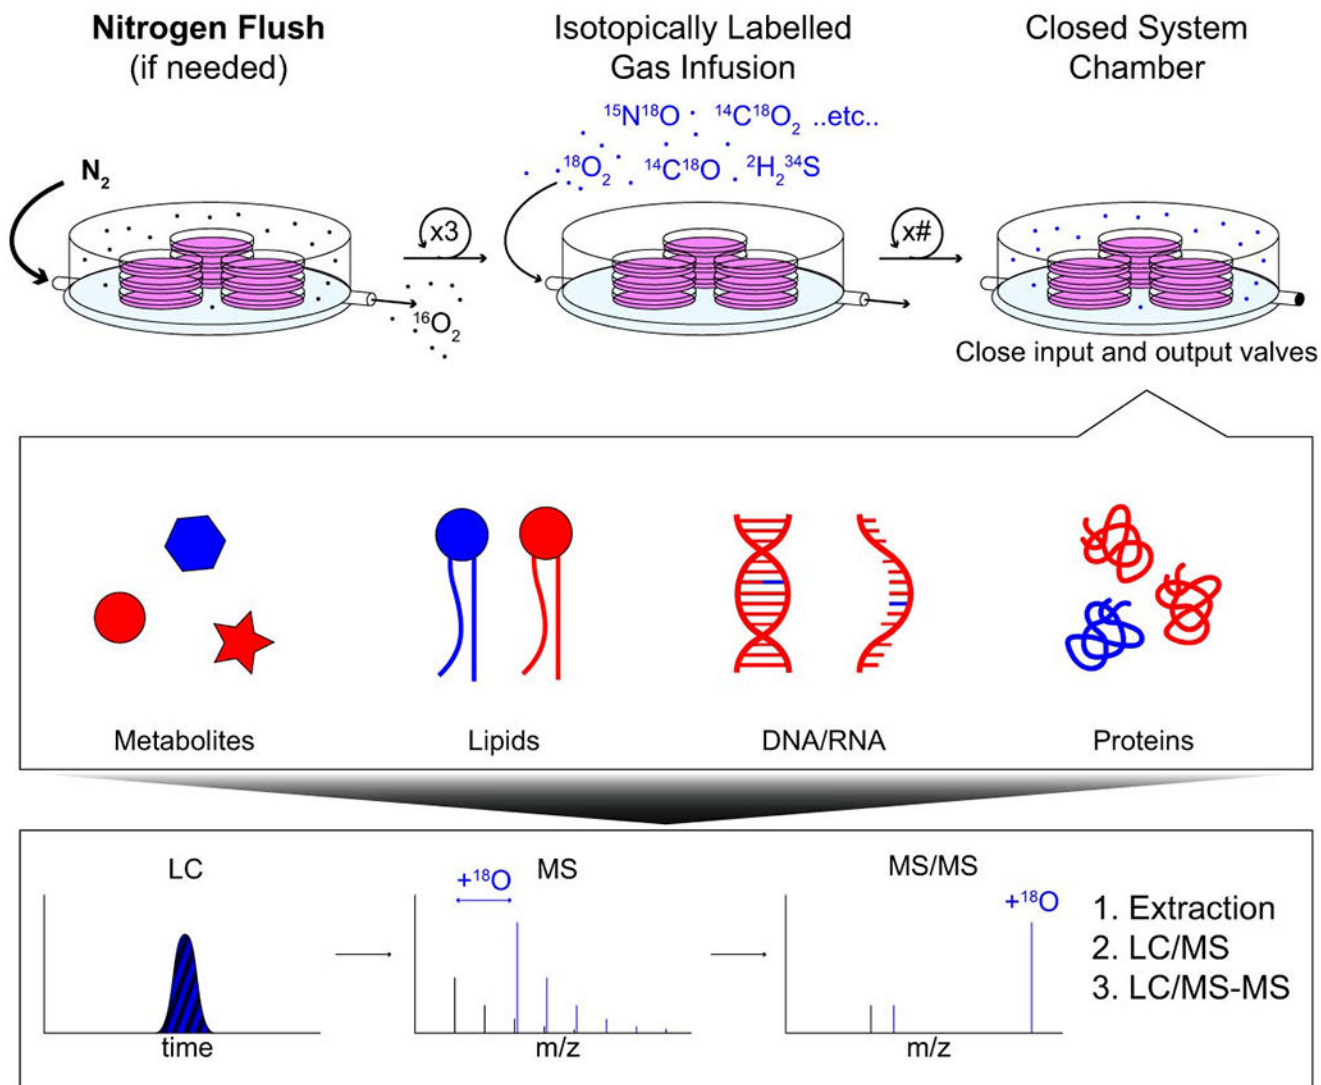 Nitrogen Flush
(if needed)
Isotopically Labelled
Gas Infusion
Closed System
Chamber
¹⁵N¹⁸O ¹⁴C¹⁸O₂ ..etc..
¹⁸O₂ ¹⁴C¹⁸O ²H₂³⁴S
N₂
x3
x#
¹⁶O₂
Close input and output valves
Metabolites
Lipids
DNA/RNA
Proteins
LC
MS
MS/MS
+¹⁸O
+¹⁸O
1. Extraction
2. LC/MS
3. LC/MS-MS
time
m/z
m/z